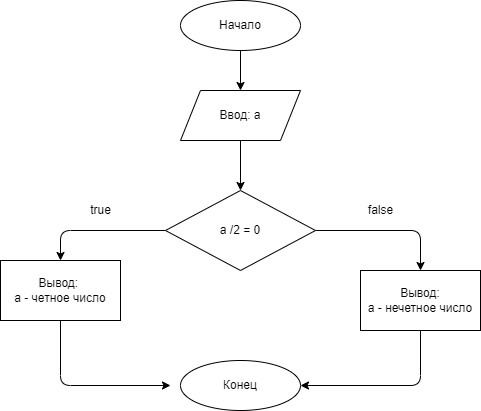 Начало
Ввод: a
a /2 = 0
true
false
Вывод:
a - четное число
Вывод:
a - нечетное число
Конец